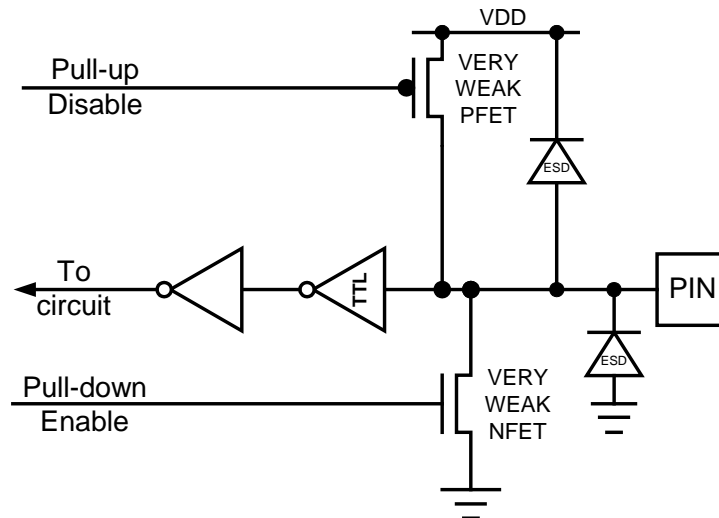 VDD
Pull-up
Disable
VERY
WEAK
PFET
ESD
To
circuit
TTL
PIN
ESD
Pull-down
Enable
VERY
WEAK
NFET